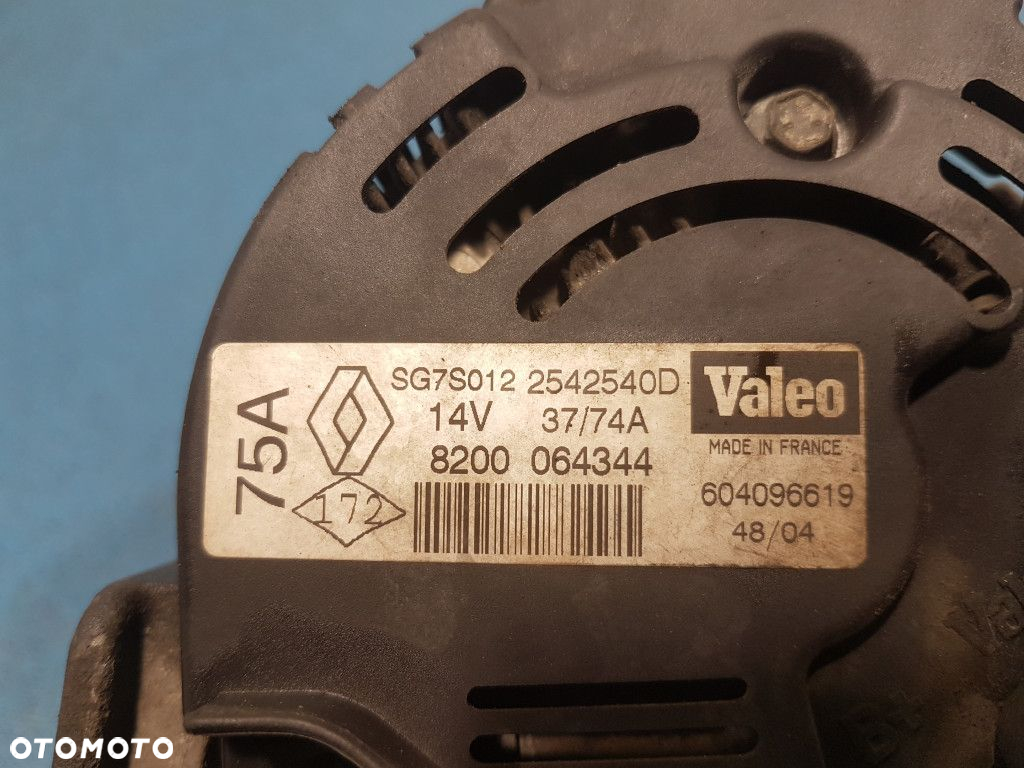 75A
SG7S012 2542540D
14V 37/74A
8200 064344
172
Valeo
MADE IN FRANCE
604096619
48/04
B+
OTOMOTO